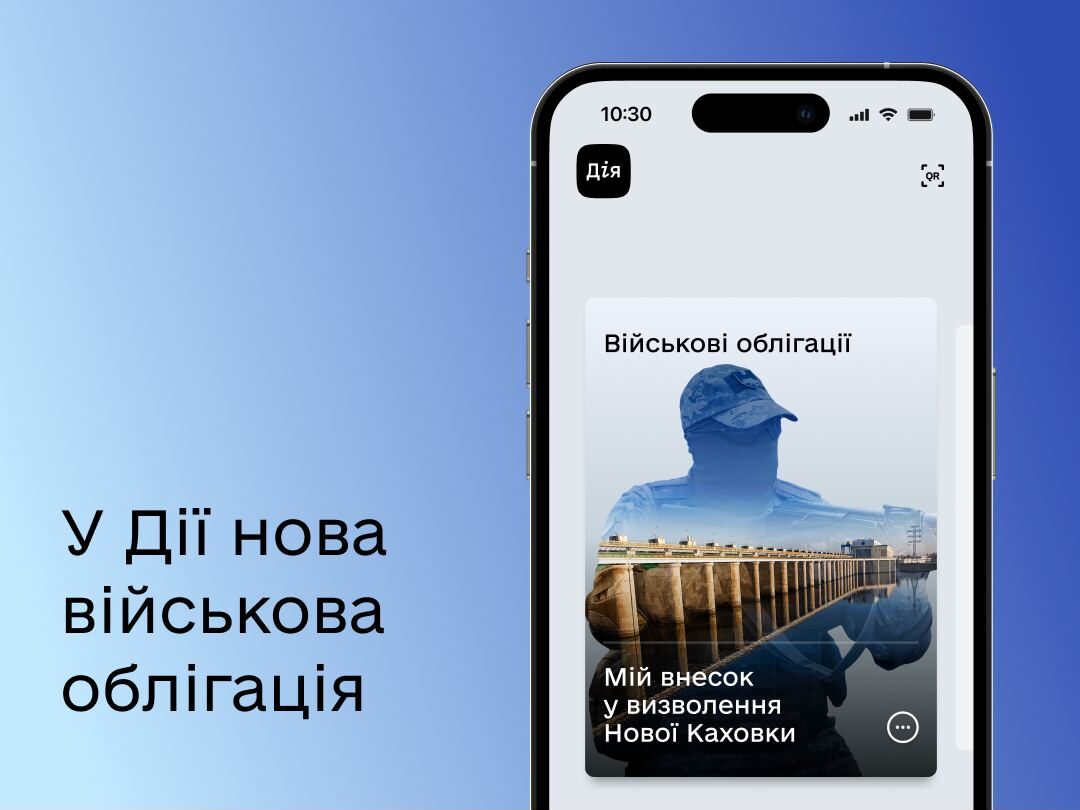 У Дії нова
військова
облігація
10:30
Дія
QR
Військові облігації
Мій внесок
у визволення
Нової Каховки